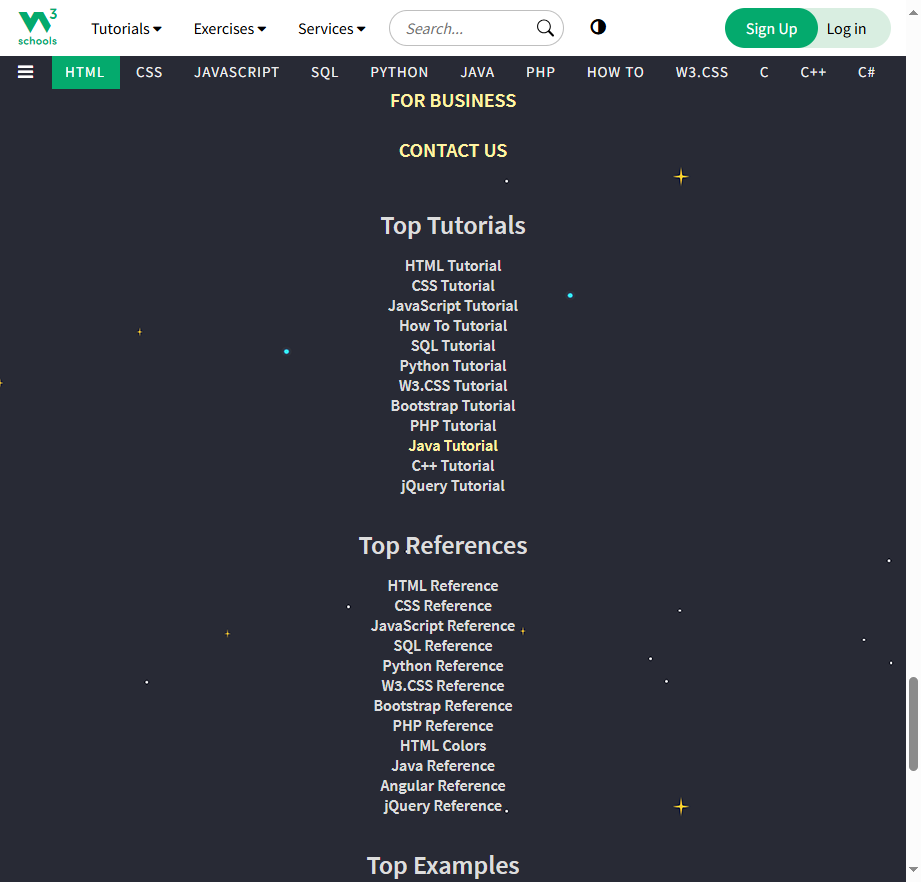 W3 schools Tutorials Exercises Services Search... Sign Up Log in
HTML CSS JAVASCRIPT SQL PYTHON JAVA PHP HOW TO W3.CSS C C++ C#
FOR BUSINESS
CONTACT US
Top Tutorials
HTML Tutorial
CSS Tutorial
JavaScript Tutorial
How To Tutorial
SQL Tutorial
Python Tutorial
W3.CSS Tutorial
Bootstrap Tutorial
PHP Tutorial
Java Tutorial
C++ Tutorial
jQuery Tutorial
Top References
HTML Reference
CSS Reference
JavaScript Reference
SQL Reference
Python Reference
W3.CSS Reference
Bootstrap Reference
PHP Reference
HTML Colors
Java Reference
Angular Reference
jQuery Reference
Top Examples